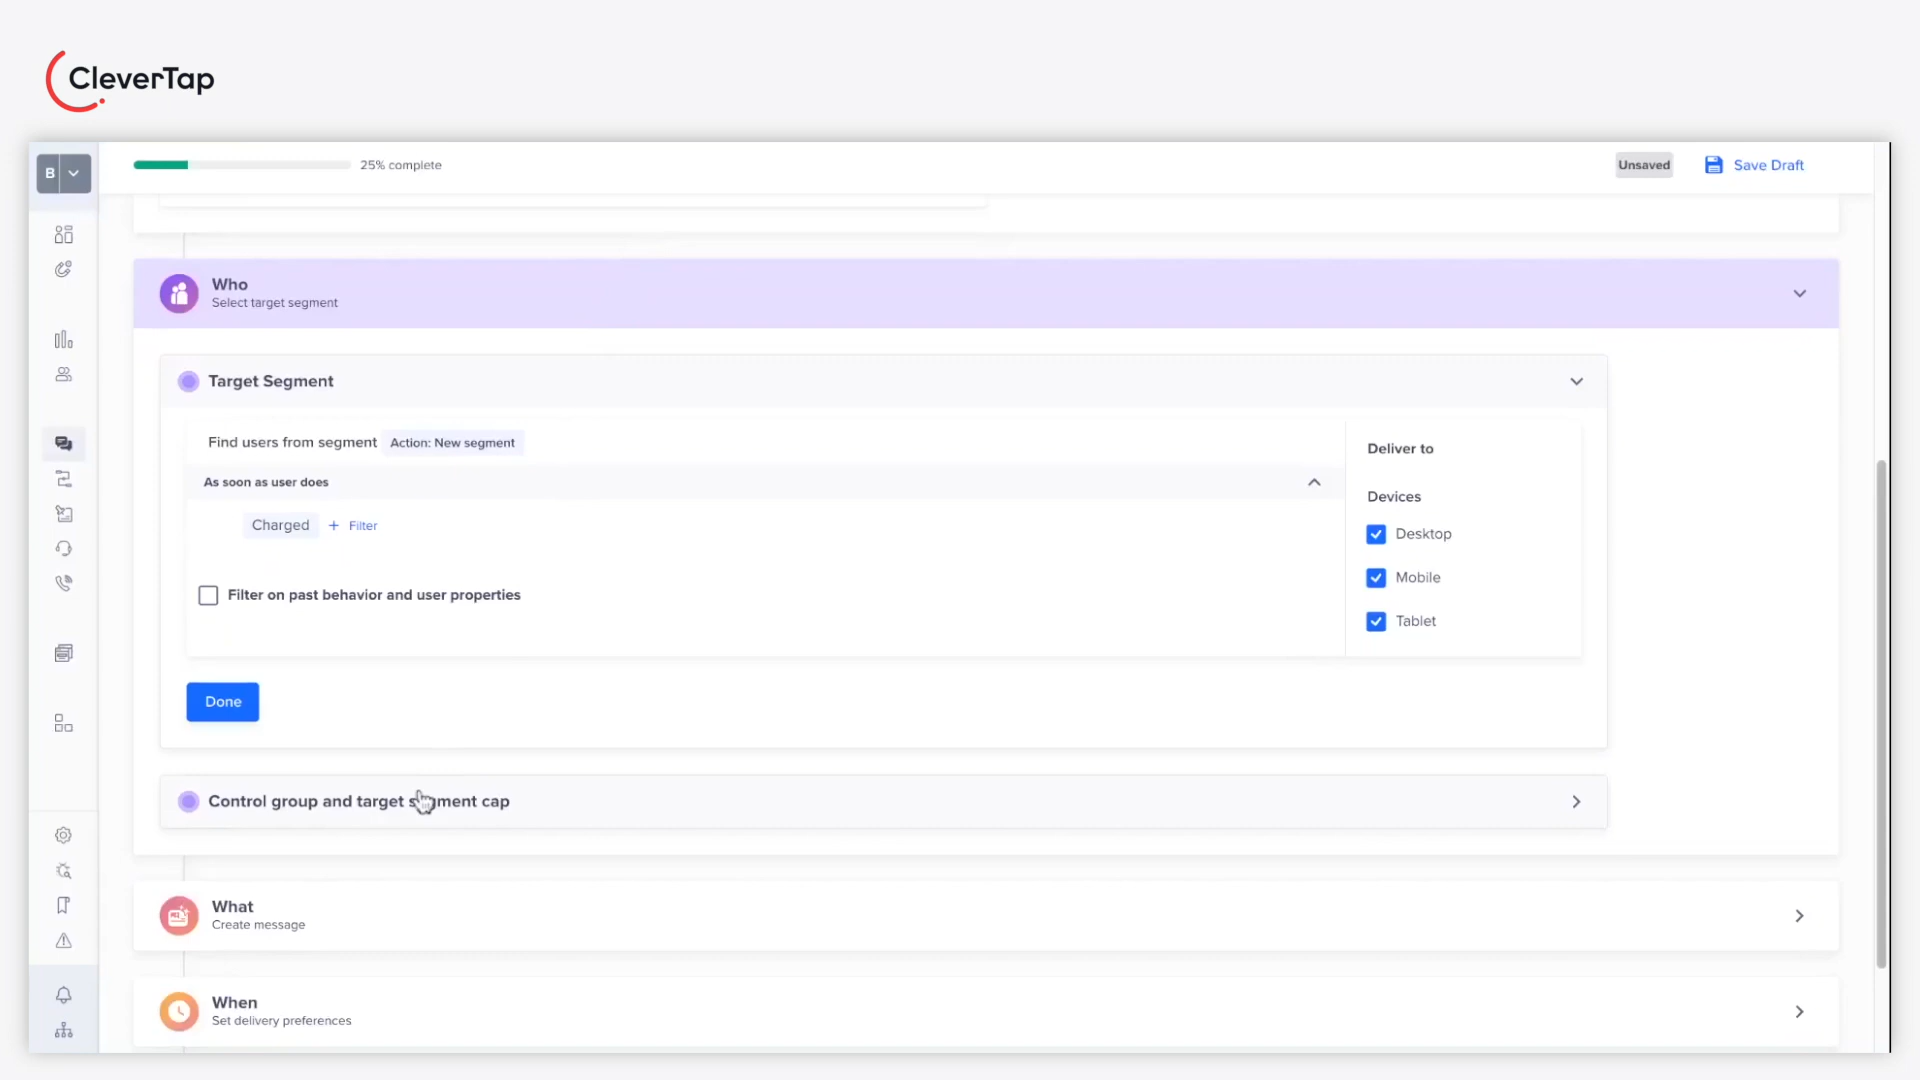 CleverTap
B
25% complete
Unsaved
Save Draft
Who
Select target segment
Target Segment
Find users from segment Action: New segment
As soon as user does
Charged + Filter
Filter on past behavior and user properties
Done
Deliver to
Devices
Desktop
Mobile
Tablet
Control group and target segment cap
What
Create message
When
Set delivery preferences